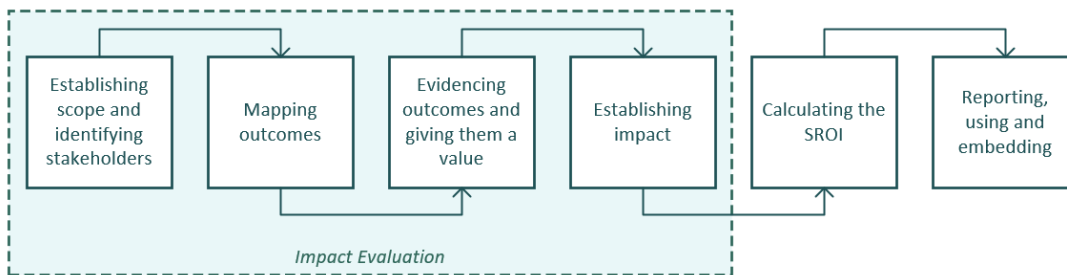 Establishing
scope and
identifying
stakeholders
Mapping
outcomes
Evidencing
outcomes and
giving them a
value
Establishing
impact
Calculating the
SROI
Reporting,
using and
embedding
Impact Evaluation